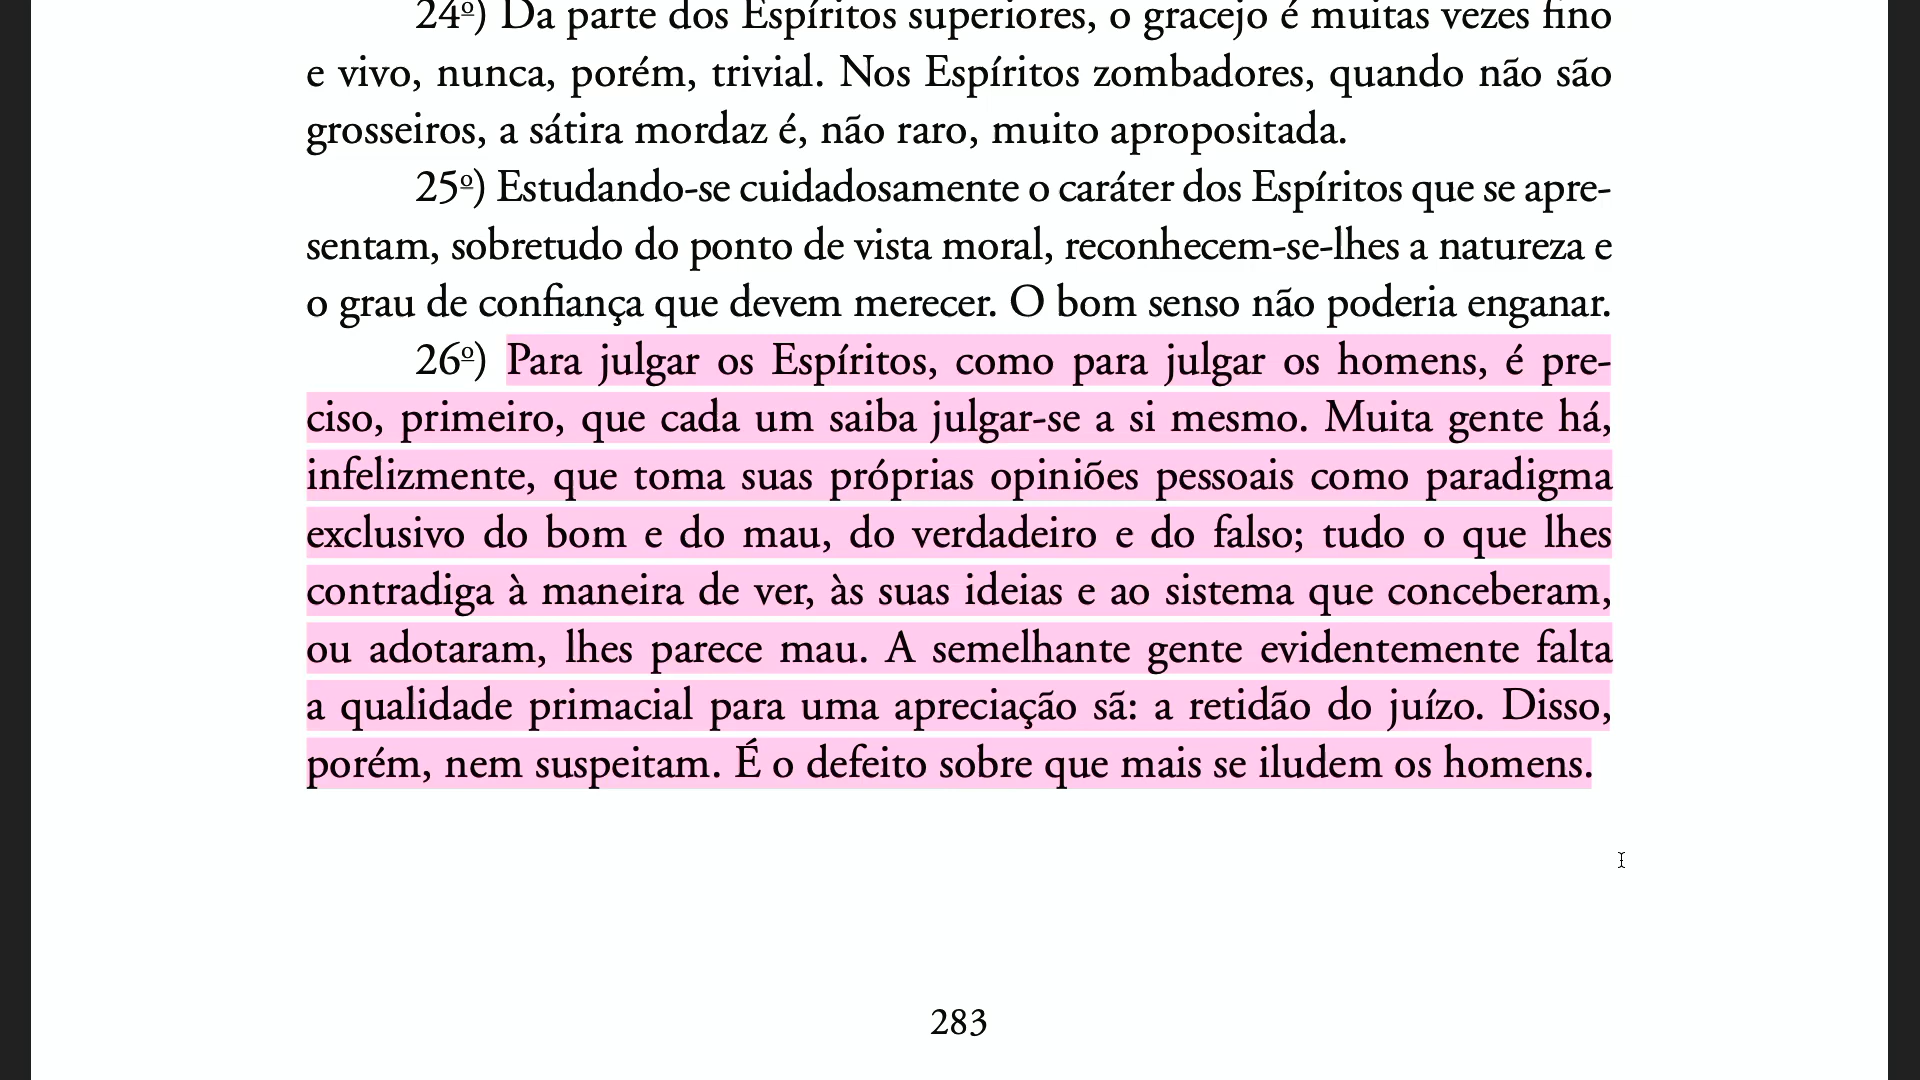 24º) Da parte dos Espíritos superiores, o gracejo é muitas vezes fino
e vivo, nunca, porém, trivial. Nos Espíritos zombadores, quando não são
grosseiros, a sátira mordaz é, não raro, muito apropositada.
25º) Estudando-se cuidadosamente o caráter dos Espíritos que se apre-
sentam, sobretudo do ponto de vista moral, reconhecem-se-lhes a natureza e
o grau de confiança que devem merecer. O bom senso não poderia enganar.
26º) Para julgar os Espíritos, como para julgar os homens, é pre-
ciso, primeiro, que cada um saiba julgar-se a si mesmo. Muita gente há,
infelizmente, que toma suas próprias opiniões pessoais como paradigma
exclusivo do bom e do mau, do verdadeiro e do falso; tudo o que lhes
contradiga à maneira de ver, às suas ideias e ao sistema que conceberam,
ou adotaram, lhes parece mau. A semelhante gente evidentemente falta
a qualidade primacial para uma apreciação sã: a retidão do juízo. Disso,
porém, nem suspeitam. É o defeito sobre que mais se iludem os homens.
283